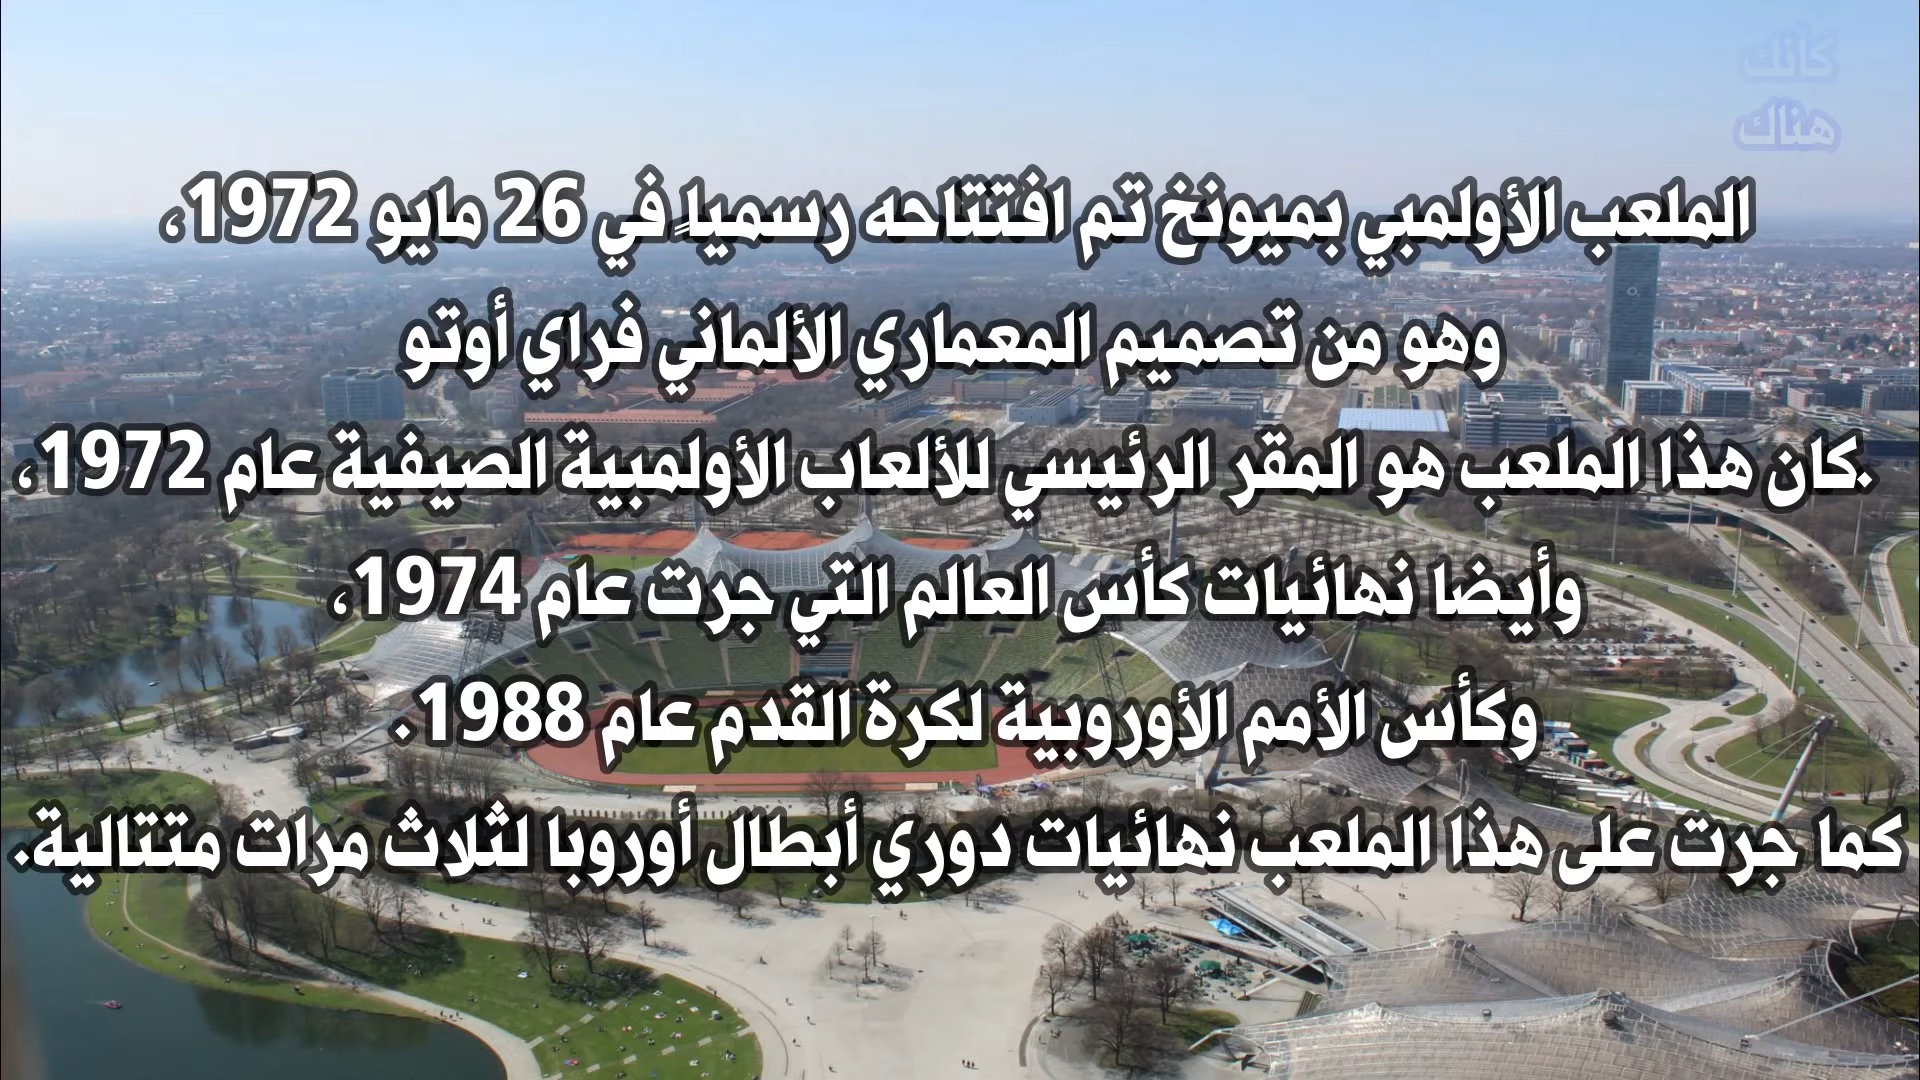 كأنك
هناك
الملعب الأولمبي بميونخ تم افتتاحه رسمياً في 26 مايو 1972،
وهو من تصميم المعماري الألماني فراي أوتو
.كان هذا الملعب هو المقر الرئيسي للألعاب الأولمبية الصيفية عام 1972،
وأيضا نهائيات كأس العالم التي جرت عام 1974،
وكأس الأمم الأوروبية لكرة القدم عام 1988.
كما جرت على هذا الملعب نهائيات دوري أبطال أوروبا لثلاث مرات متتالية.